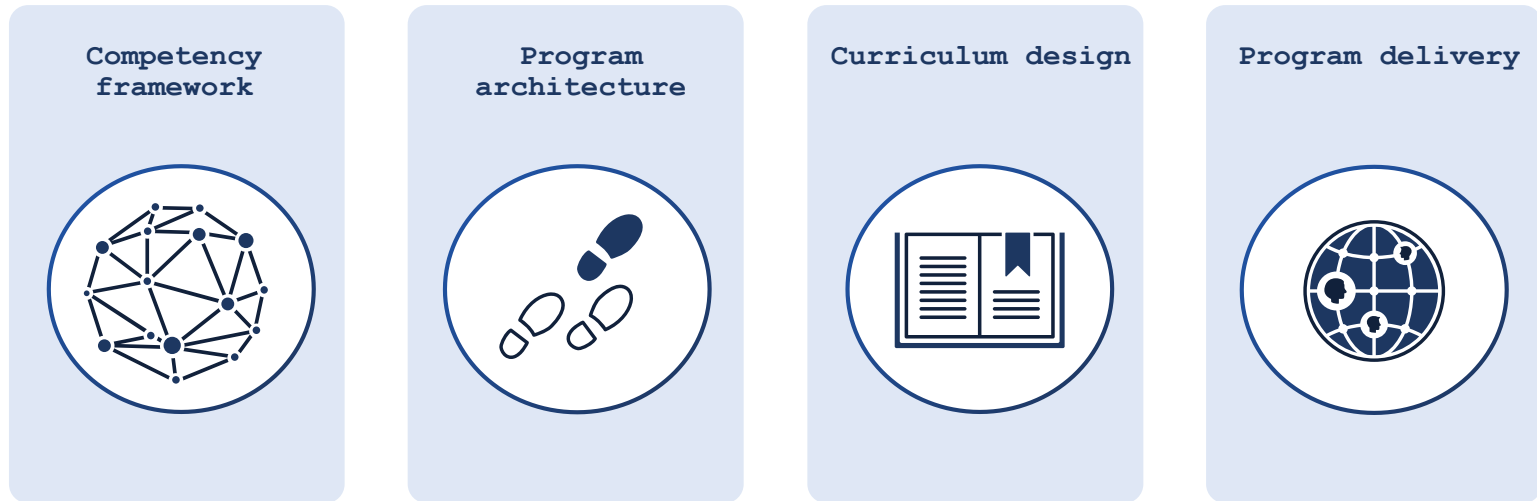 Competency
framework
Program
architecture
Curriculum design
Program delivery